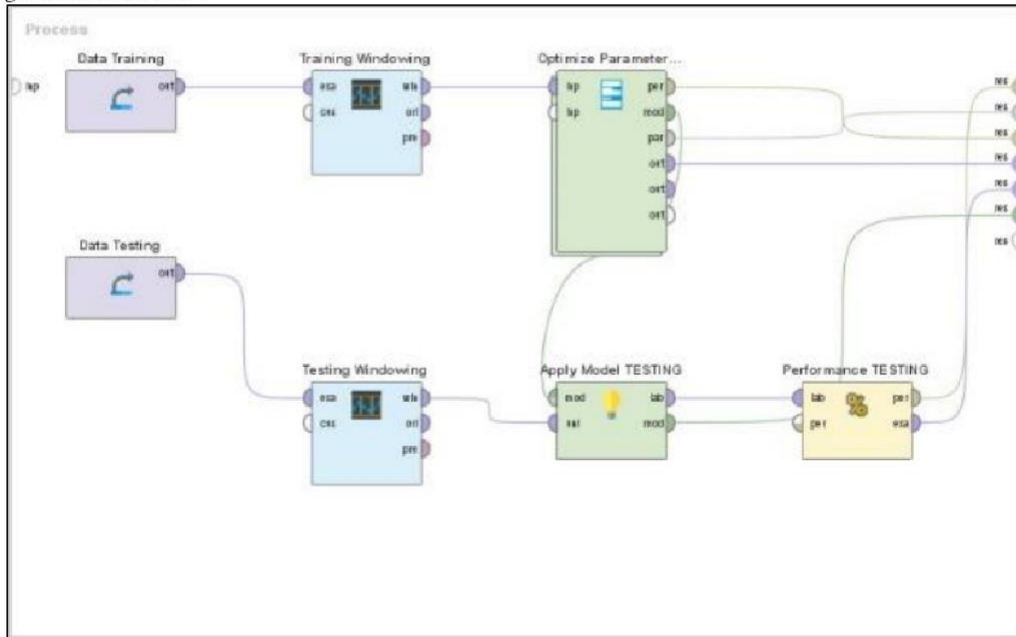 Process
Data Training
Training Windowing
Optimize Parameter...
inp
out
exa
win
inp
per
res
ori
inp
mod
res
pre
par
res
out
res
out
res
out
res
Data Testing
res
out
Testing Windowing
Apply Model TESTING
Performance TESTING
exa
win
mod
lab
lab
per
ori
mod
per
exa
pre